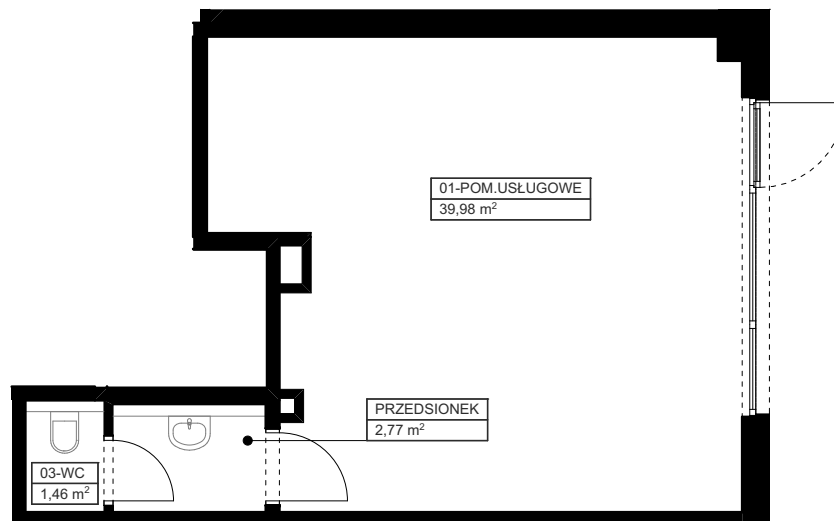 01-POM.USŁUGOWE
39,98 m²
PRZEDSIONEK
2,77 m²
03-WC
1,46 m²